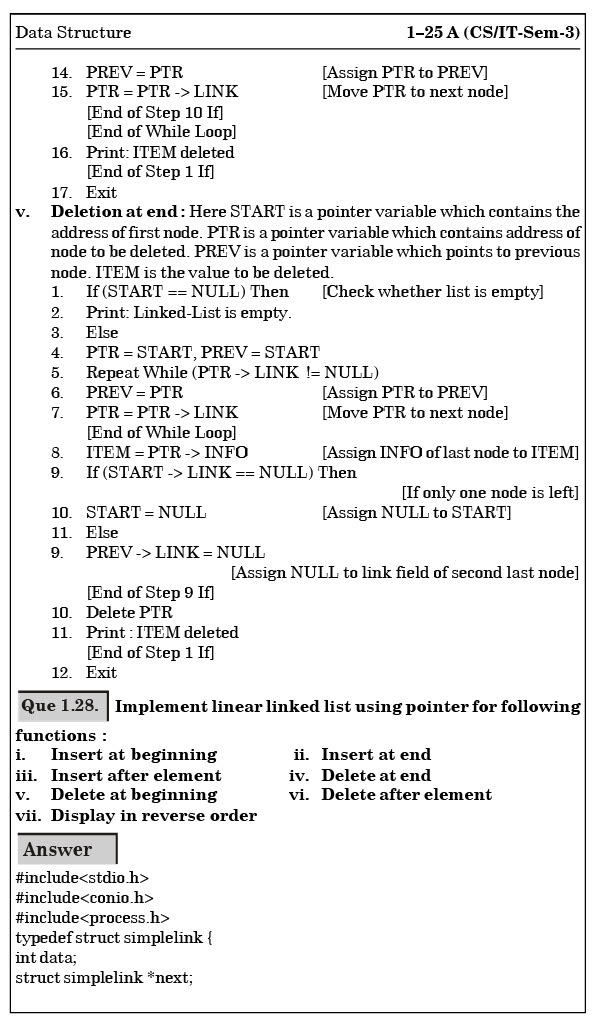 Data Structure 1–25 A (CS/IT-Sem-3)
14. PREV = PTR [Assign PTR to PREV]
15. PTR = PTR -> LINK [Move PTR to next node]
[End of Step 10 If]
[End of While Loop]
16. Print: ITEM deleted
[End of Step 1 If]
17. Exit
v. Deletion at end : Here START is a pointer variable which contains the
address of first node. PTR is a pointer variable which contains address of
node to be deleted. PREV is a pointer variable which points to previous
node. ITEM is the value to be deleted.
1. If (START == NULL) Then [Check whether list is empty]
2. Print: Linked-List is empty.
3. Else
4. PTR = START, PREV = START
5. Repeat While (PTR -> LINK != NULL)
6. PREV = PTR [Assign PTR to PREV]
7. PTR = PTR -> LINK [Move PTR to next node]
[End of While Loop]
8. ITEM = PTR -> INFO [Assign INFO of last node to ITEM]
9. If (START -> LINK == NULL) Then
[If only one node is left]
10. START = NULL [Assign NULL to START]
11. Else
9. PREV -> LINK = NULL
[Assign NULL to link field of second last node]
[End of Step 9 If]
10. Delete PTR
11. Print : ITEM deleted
[End of Step 1 If]
12. Exit
Que 1.28. Implement linear linked list using pointer for following
functions :
i. Insert at beginning ii. Insert at end
iii. Insert after element iv. Delete at end
v. Delete at beginning vi. Delete after element
vii. Display in reverse order
Answer
#include<stdio.h>
#include<conio.h>
#include<process.h>
typedef struct simplelink {
int data;
struct simplelink *next;